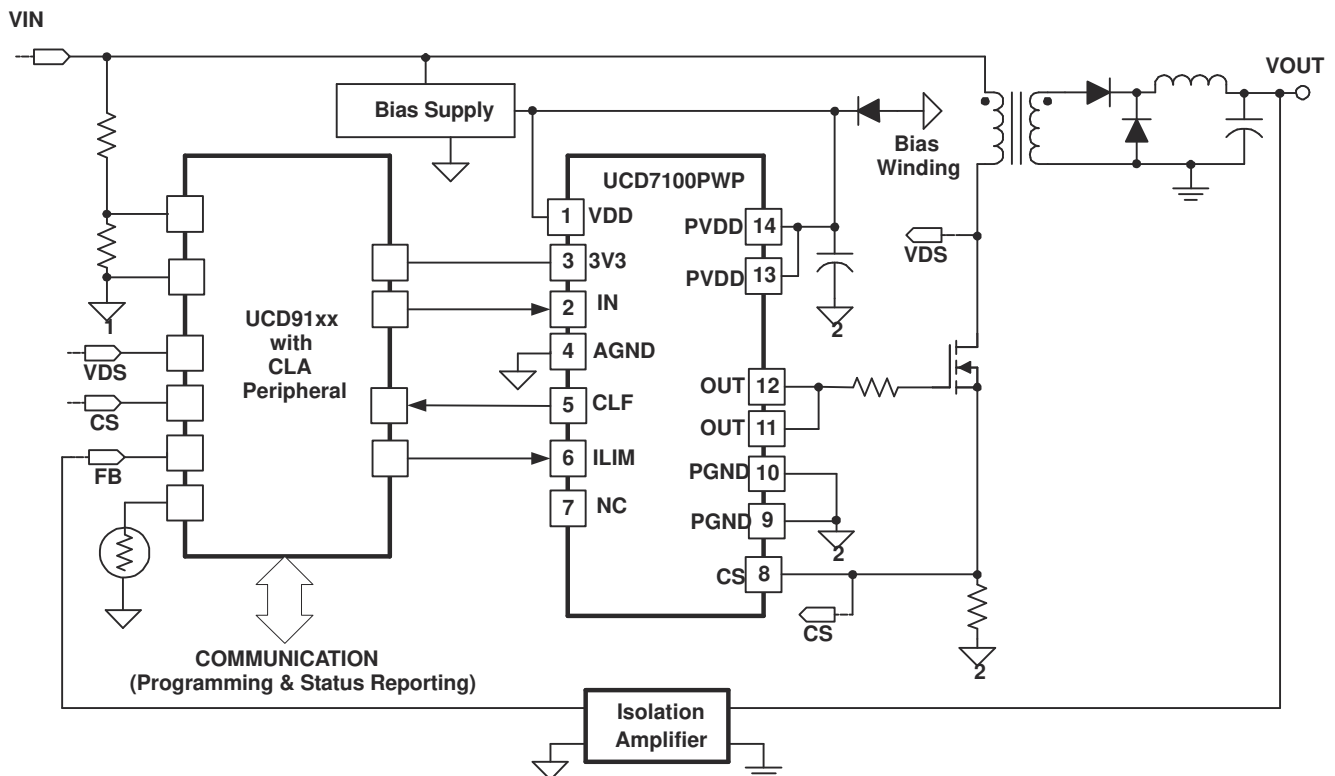 VIN
VOUT
Bias Supply
Bias
Winding
UCD7100PWP
1 VDD
3 3V3
2 IN
4 AGND
5 CLF
6 ILIM
7 NC
PVDD 14
PVDD 13
2
OUT 12
OUT 11
PGND 10
PGND 9
2
CS 8
CS
2
VDS
UCD91xx
with
CLA
Peripheral
1
VDS
CS
FB
COMMUNICATION
(Programming & Status Reporting)
Isolation
Amplifier